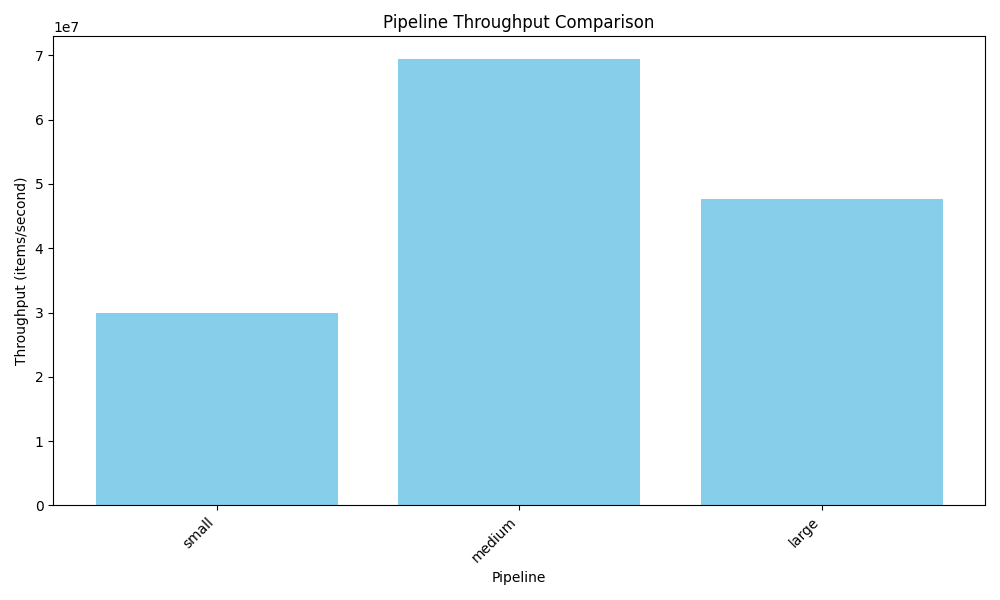 Pipeline Throughput Comparison
1e7
Throughput (items/second)
7
6
5
4
3
2
1
0
small
medium
large
Pipeline